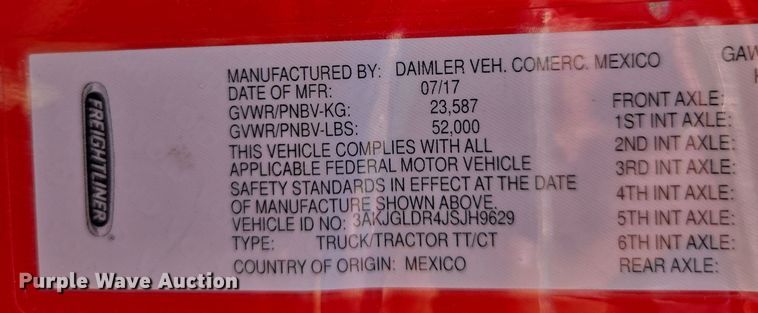 FREIGHTLINER
MANUFACTURED BY: DAIMLER VEH. COMERC. MEXICO
DATE OF MFR: 07/17
GVWR/PNBV-KG: 23,587
GVWR/PNBV-LBS: 52,000
THIS VEHICLE COMPLIES WITH ALL
APPLICABLE FEDERAL MOTOR VEHICLE
SAFETY STANDARDS IN EFFECT AT THE DATE
OF MANUFACTURE SHOWN ABOVE.
VEHICLE ID NO: 3AKJGLDR4JSJH9629
TYPE: TRUCK/TRACTOR TT/CT
COUNTRY OF ORIGIN: MEXICO
GAW
FRONT AXLE:
1ST INT AXLE:
2ND INT AXLE:
3RD INT AXLE:
4TH INT AXLE:
5TH INT AXLE:
6TH INT AXLE:
REAR AXLE:
Purple Wave Auction